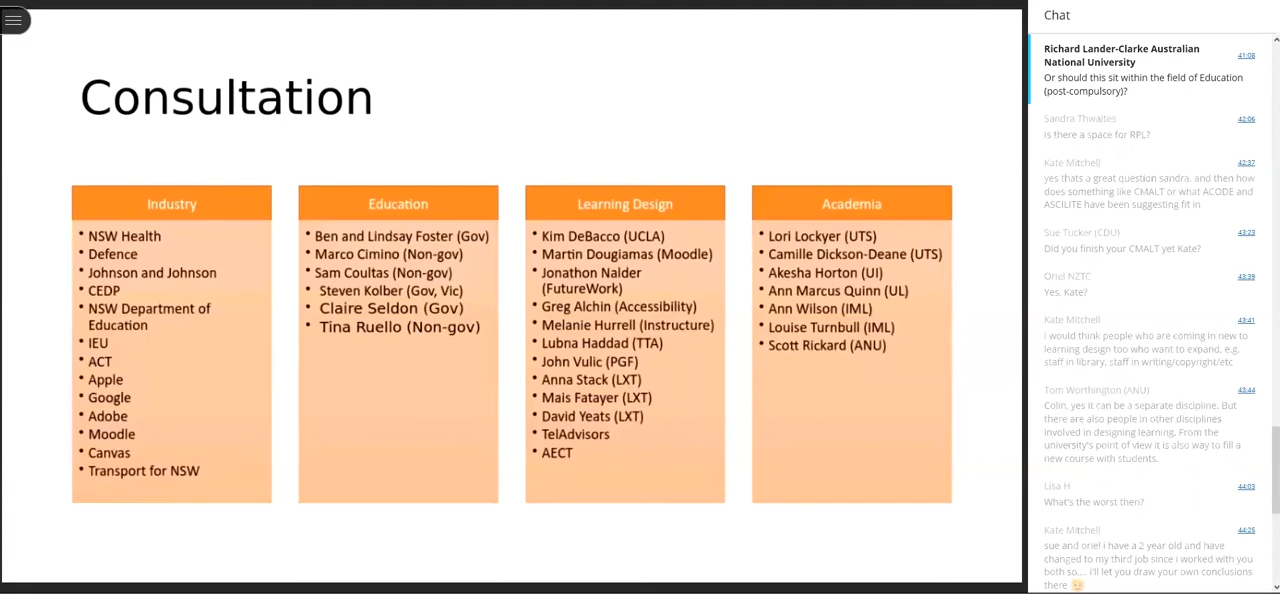 Consultation
Industry
• NSW Health
• Defence
• Johnson and Johnson
• CEDP
• NSW Department of
Education
• IEU
• ACT
• Apple
• Google
• Adobe
• Moodle
• Canvas
• Transport for NSW
Education
• Ben and Lindsay Foster (Gov)
• Marco Cimino (Non-gov)
• Sam Coultas (Non-gov)
• Steven Kolber (Gov, Vic)
• Claire Seldon (Gov)
• Tina Ruello (Non-gov)
Learning Design
• Kim DeBacco (UCLA)
• Martin Dougiamas (Moodle)
• Jonathon Nalder
(FutureWork)
• Greg Alchin (Accessibility)
• Melanie Hurrell (Instructure)
• Lubna Haddad (TTA)
• John Vulic (PGF)
• Anna Stack (LXT)
• Mais Fatayer (LXT)
• David Yeats (LXT)
• TelAdvisors
• AECT
Academia
• Lori Lockyer (UTS)
• Camille Dickson-Deane (UTS)
• Akesha Horton (UI)
• Ann Marcus Quinn (UL)
• Ann Wilson (IML)
• Louise Turnbull (IML)
• Scott Rickard (ANU)
Chat
Richard Lander-Clarke Australian
National University 41:08
Or should this sit within the field of Education
(post-compulsory)?
Sandra Thwaites 42:06
Is there a space for RPL?
Kate Mitchell 42:37
yes thats a great question sandra. and then how
does something like CMALT or what ACODE and
ASCILITE have been suggesting fit in
Sue Tucker (CDU) 43:23
Did you finish your CMALT yet Kate?
Oriel NZTC 43:39
Yes, Kate?
Kate Mitchell 43:41
i would think people who are coming in new to
learning design too who want to expand, e.g.
staff in library, staff in writing/copyright/etc
Tom Worthington (ANU) 43:44
Colin, yes it can be a separate discipline. But
there are also people in other disciplines
involved in designing learning. From the
university's point of view it is also way to fill a
new course with students.
Lisa H 44:03
What's the worst then?
Kate Mitchell 44:25
sue and oriel i have a 2 year old and have
changed to my third job since i worked with you
both so.... i'll let you draw your own conclusions
there